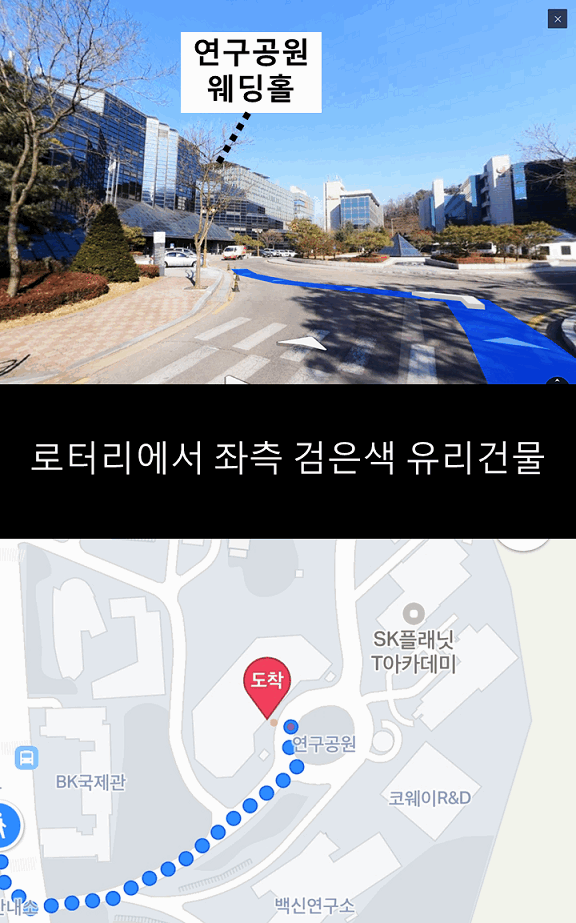 연구공원
웨딩홀
로터리에서 좌측 검은색 유리건물
SK플래닛
T아카데미
도착
연구공원
BK국제관
코웨이R&D
안내소
백신연구소